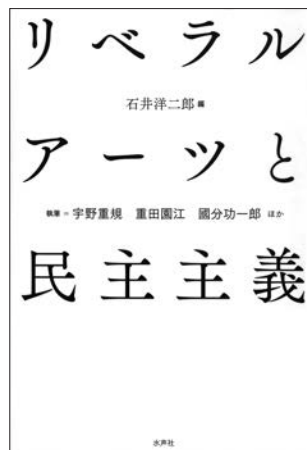 リベラル
石井洋二郎 編
アーツと
執筆=宇野重規 重田園江 國分功一郎 ほか
民主主義
水声社